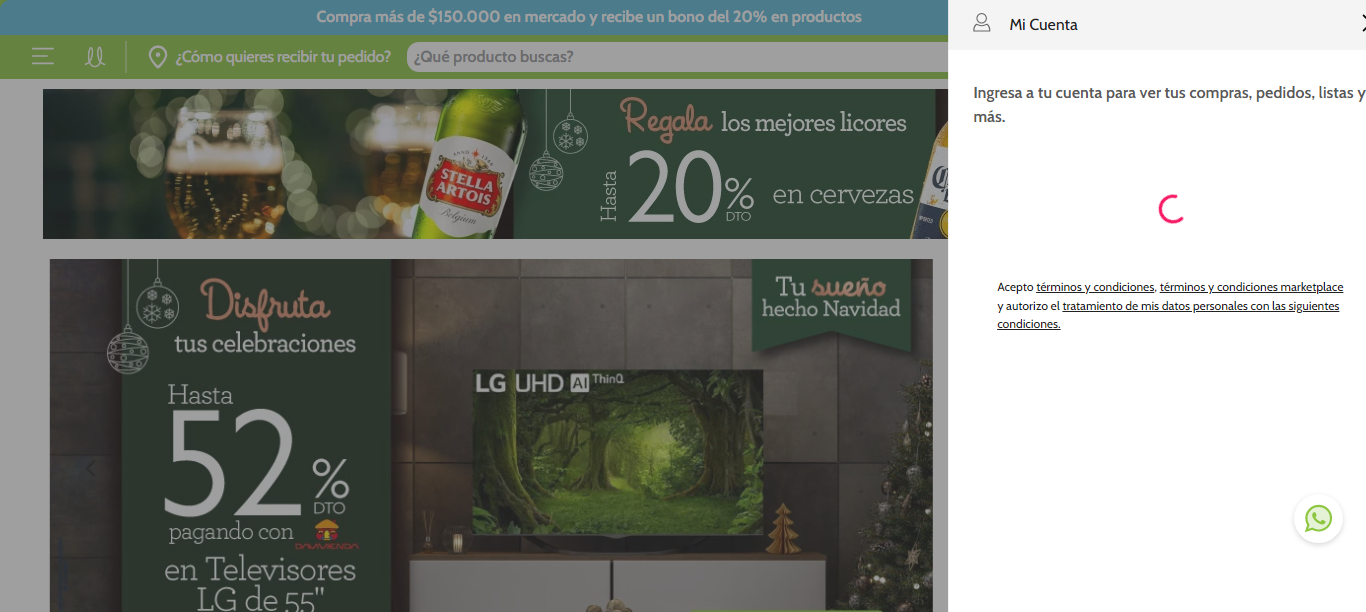 Compra más de $150.000 en mercado y recibe un bono del 20% en productos
¿Cómo quieres recibir tu pedido?
¿Qué producto buscas?
Mi Cuenta
Ingresa a tu cuenta para ver tus compras, pedidos, listas y
más.
Acepto términos y condiciones, términos y condiciones marketplace
y autorizo el tratamiento de mis datos personales con las siguientes
condiciones.
STELLA
ARTOIS
Belgium
Regala los mejores licores
Hasta
20%
DTO
en cervezas
Disfruta
tus celebraciones
Hasta
52%
DTO
pagando con
DAVIVIENDA
en Televisores
LG de 55"
LG UHD AI ThinQ
Tu sueño
hecho Navidad